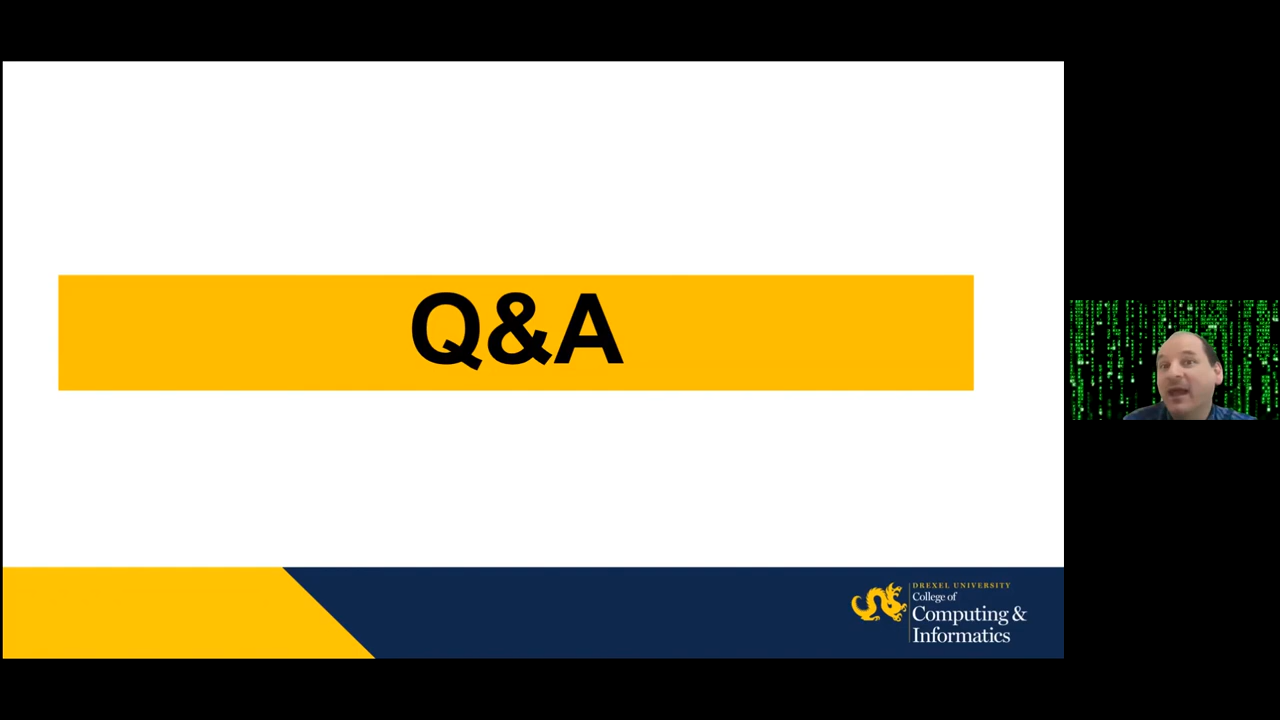 Q&A
DREXEL UNIVERSITY
College of
Computing &
Informatics